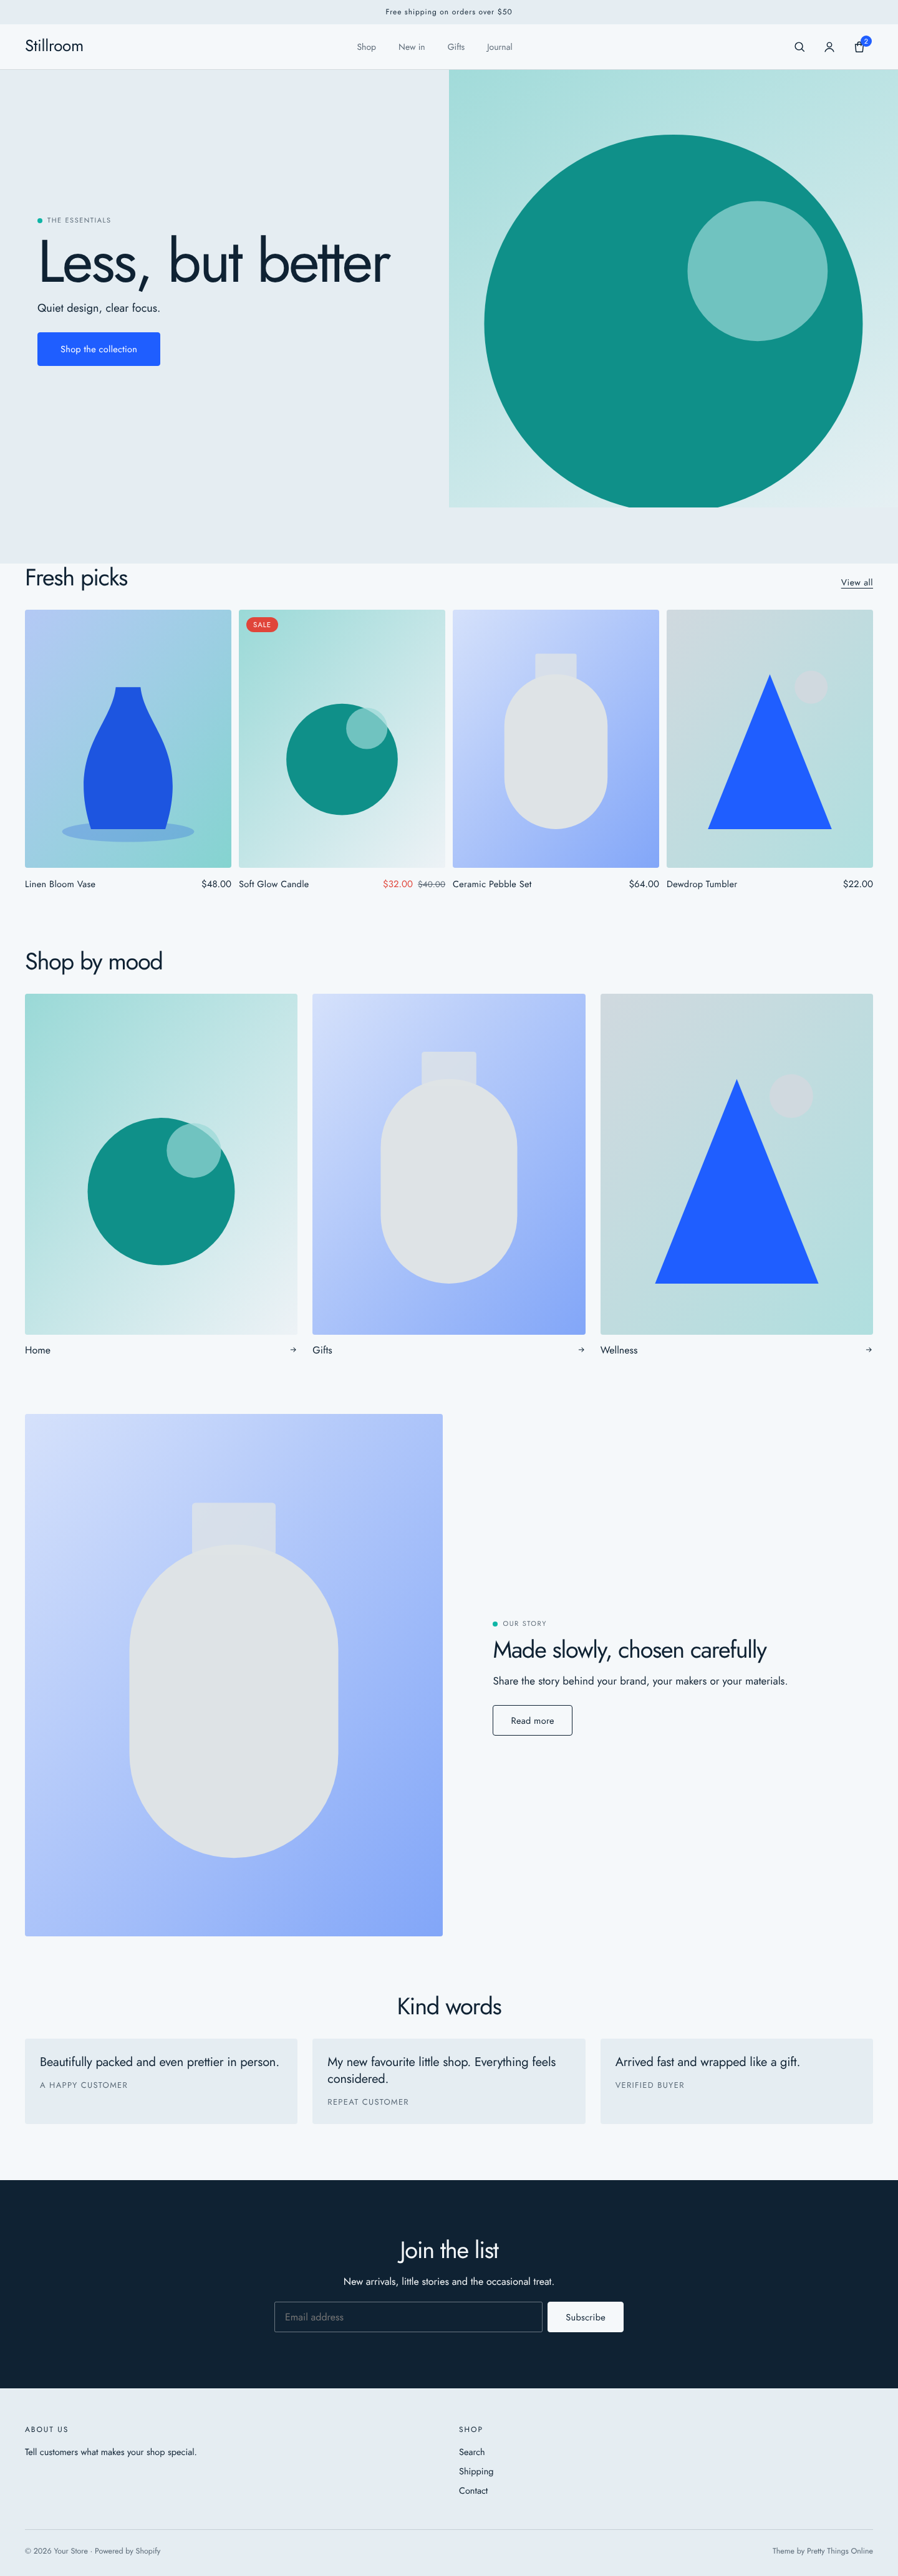 Free shipping on orders over $50
Stillroom
Shop
New in
Gifts
Journal
2
THE ESSENTIALS
Less, but better
Quiet design, clear focus.
Shop the collection
Fresh picks
View all
SALE
Linen Bloom Vase
$48.00
Soft Glow Candle
$32.00 $40.00
Ceramic Pebble Set
$64.00
Dewdrop Tumbler
$22.00
Shop by mood
Home
Gifts
Wellness
OUR STORY
Made slowly, chosen carefully
Share the story behind your brand, your makers or your materials.
Read more
Kind words
Beautifully packed and even prettier in person.
A HAPPY CUSTOMER
My new favourite little shop. Everything feels
considered.
REPEAT CUSTOMER
Arrived fast and wrapped like a gift.
VERIFIED BUYER
Join the list
New arrivals, little stories and the occasional treat.
Email address
Subscribe
ABOUT US
Tell customers what makes your shop special.
SHOP
Search
Shipping
Contact
© 2026 Your Store · Powered by Shopify
Theme by Pretty Things Online